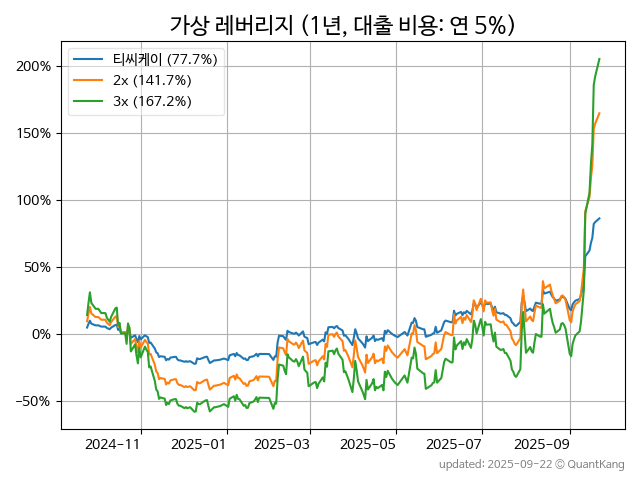 가상 레버리지 (1년, 대출 비용: 연 5%)
티씨케이 (77.7%)
2x (141.7%)
3x (167.2%)
200%
150%
100%
50%
0%
−50%
2024-11 2025-01 2025-03 2025-05 2025-07 2025-09
updated: 2025-09-22 © QuantKang